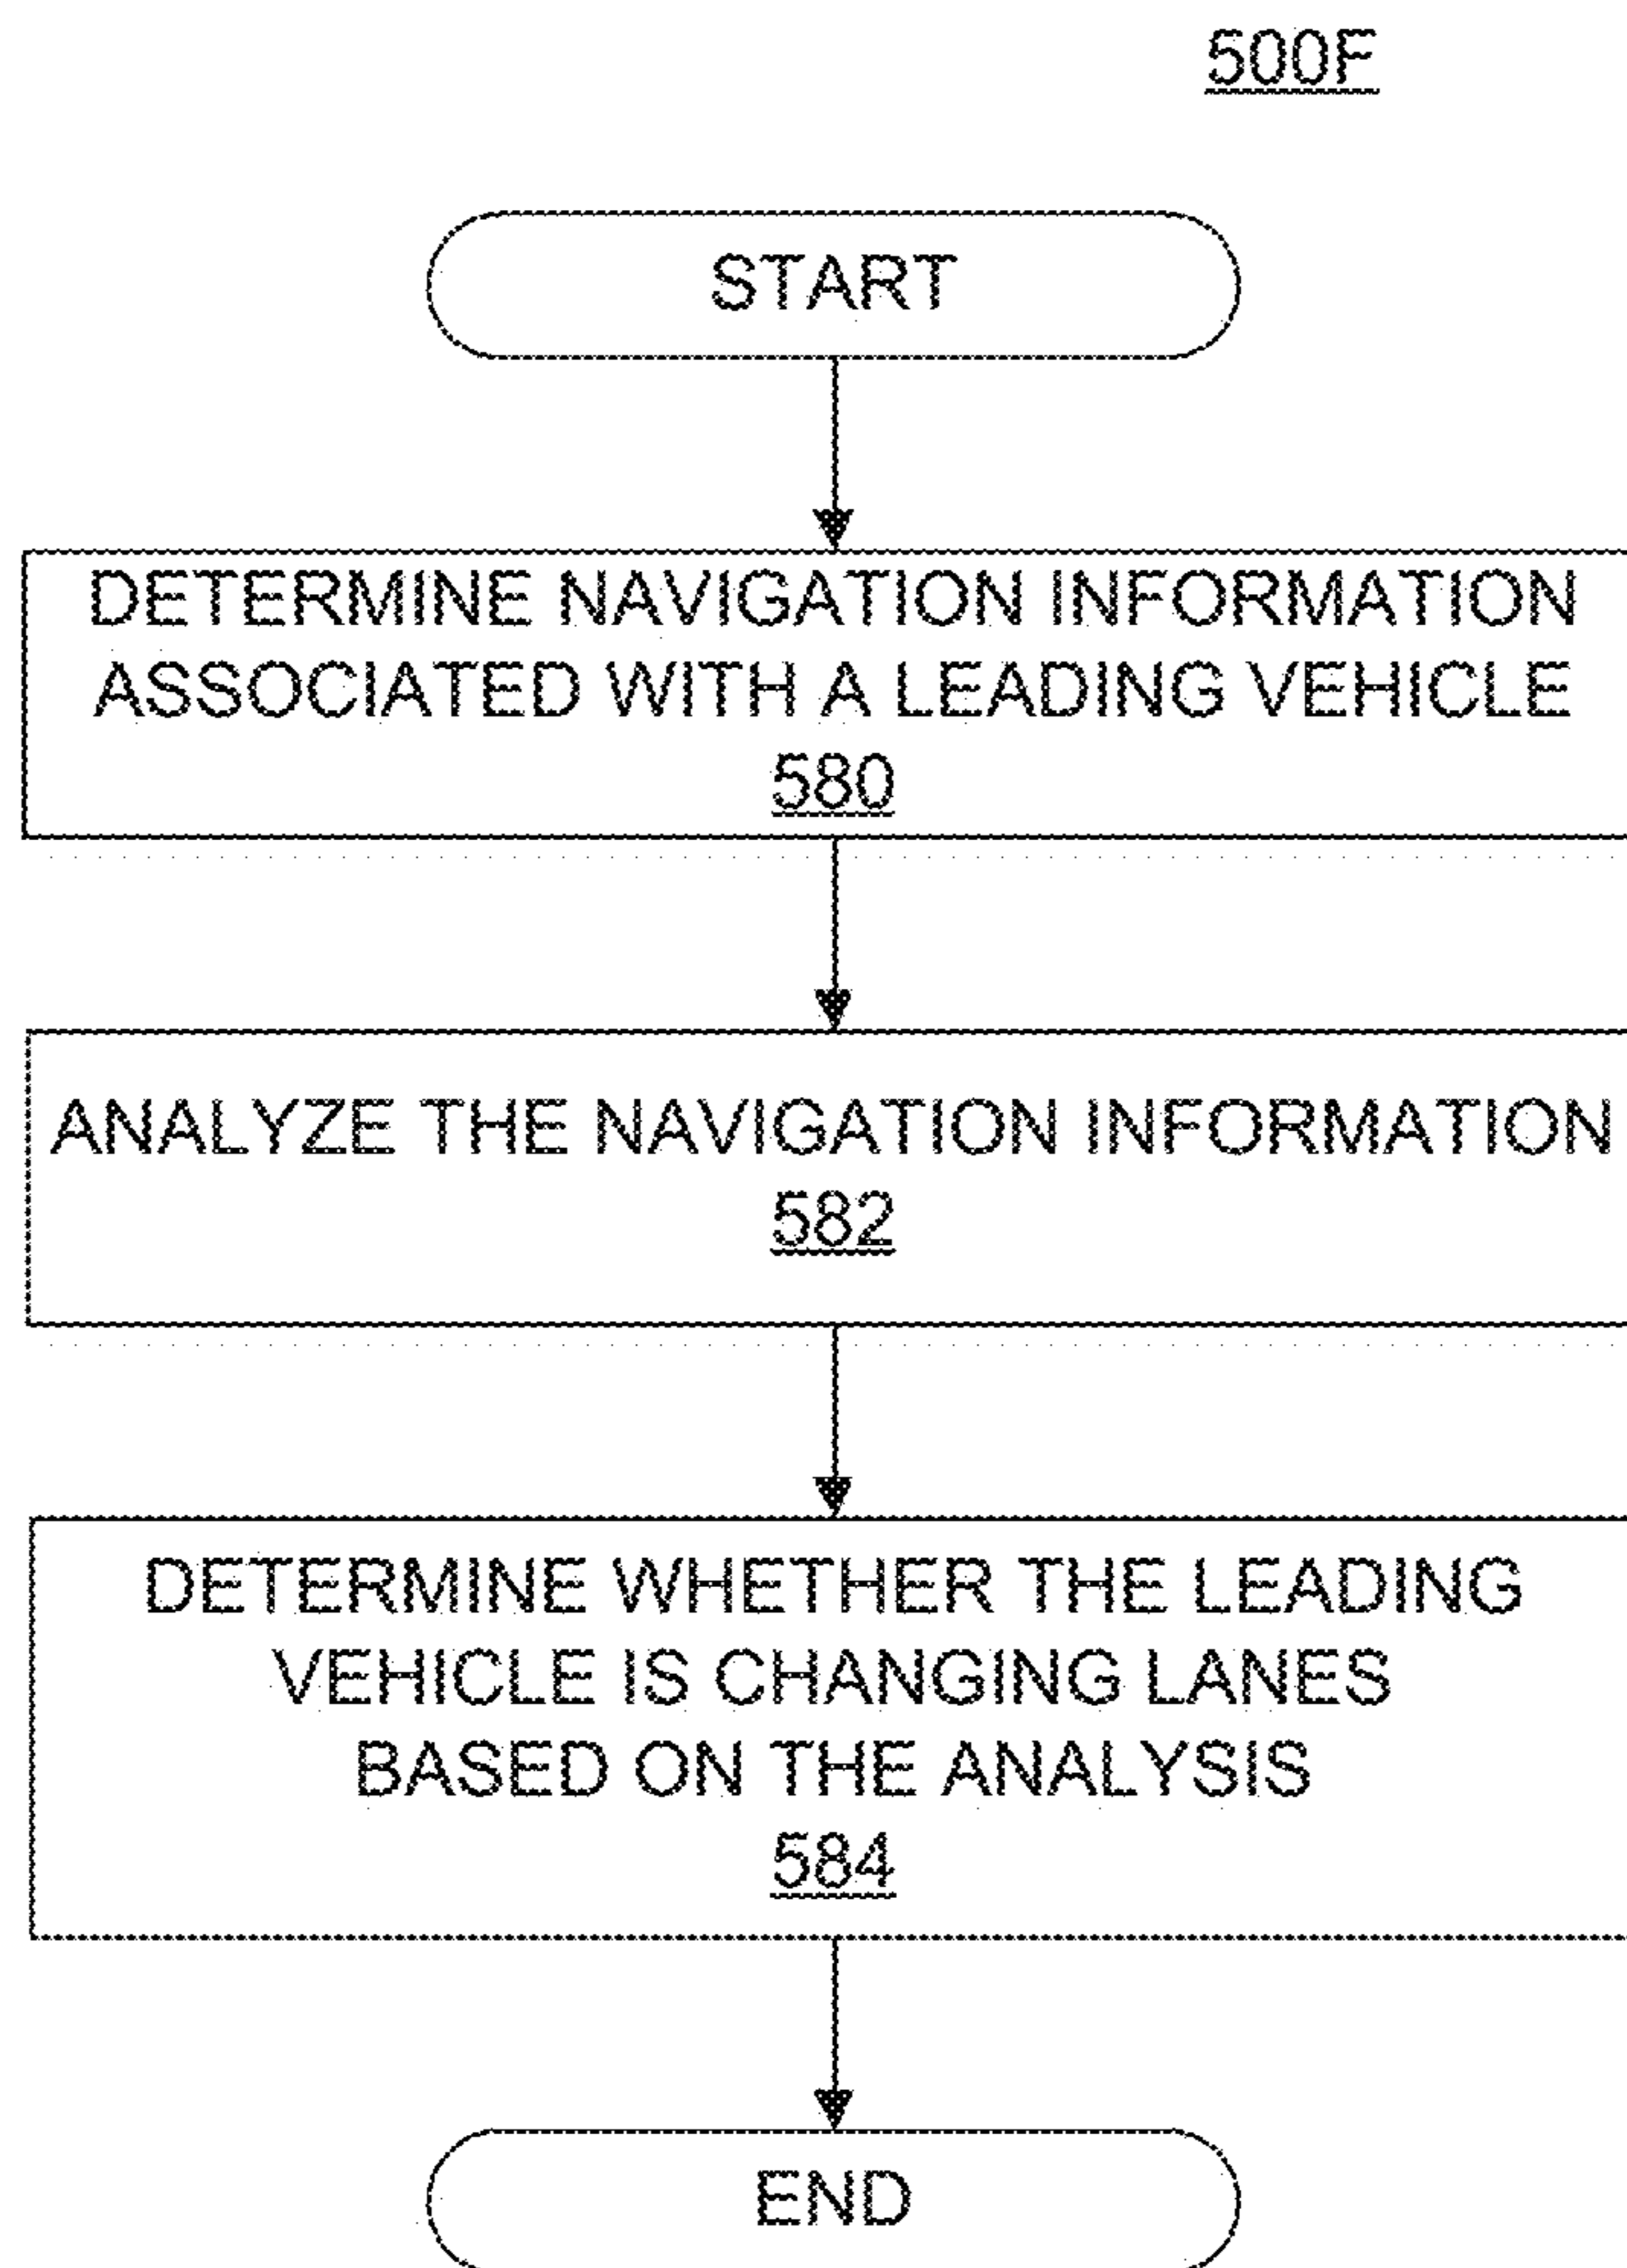 500F
START
DETERMINE NAVIGATION INFORMATION
ASSOCIATED WITH A LEADING VEHICLE
580
ANALYZE THE NAVIGATION INFORMATION
582
DETERMINE WHETHER THE LEADING
VEHICLE IS CHANGING LANES
BASED ON THE ANALYSIS
584
END